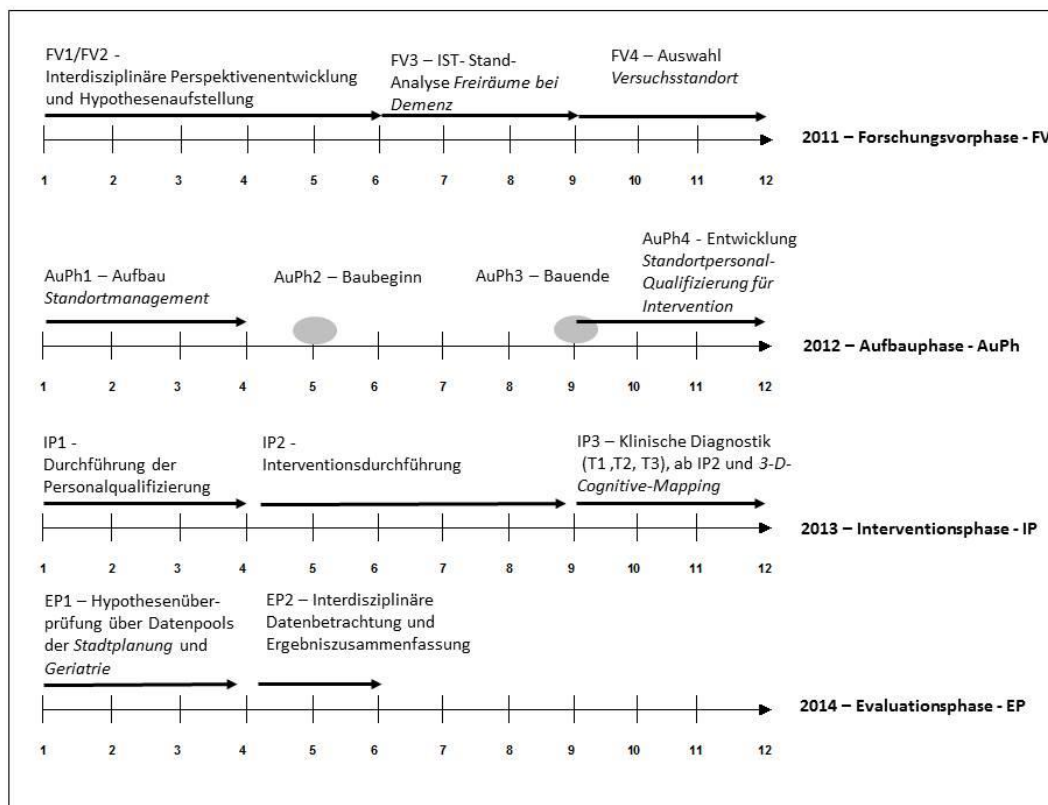 FV1/FV2 -
Interdisziplinäre Perspektivenentwicklung
und Hypothesenaufstellung
FV3 – IST- Stand-
Analyse Freiräume bei
Demenz
FV4 – Auswahl
Versuchsstandort
2011 – Forschungsvorphase - FV
1 2 3 4 5 6 7 8 9 10 11 12
AuPh1 – Aufbau
Standortmanagement
AuPh2 – Baubeginn
AuPh3 – Bauende
AuPh4 - Entwicklung
Standortpersonal-
Qualifizierung für
Intervention
2012 – Aufbauphase - AuPh
1 2 3 4 5 6 7 8 9 10 11 12
IP1 -
Durchführung der
Personalqualifizierung
IP2 -
Interventionsdurchführung
IP3 – Klinische Diagnostik
(T1 ,T2, T3), ab IP2 und 3-D-
Cognitive-Mapping
2013 – Interventionsphase - IP
1 2 3 4 5 6 7 8 9 10 11 12
EP1 – Hypothesenüber-
prüfung über Datenpools
der Stadtplanung und
Geriatrie
EP2 – Interdisziplinäre
Datenbetrachtung und
Ergebniszusammenfassung
2014 – Evaluationsphase - EP
1 2 3 4 5 6 7 8 9 10 11 12